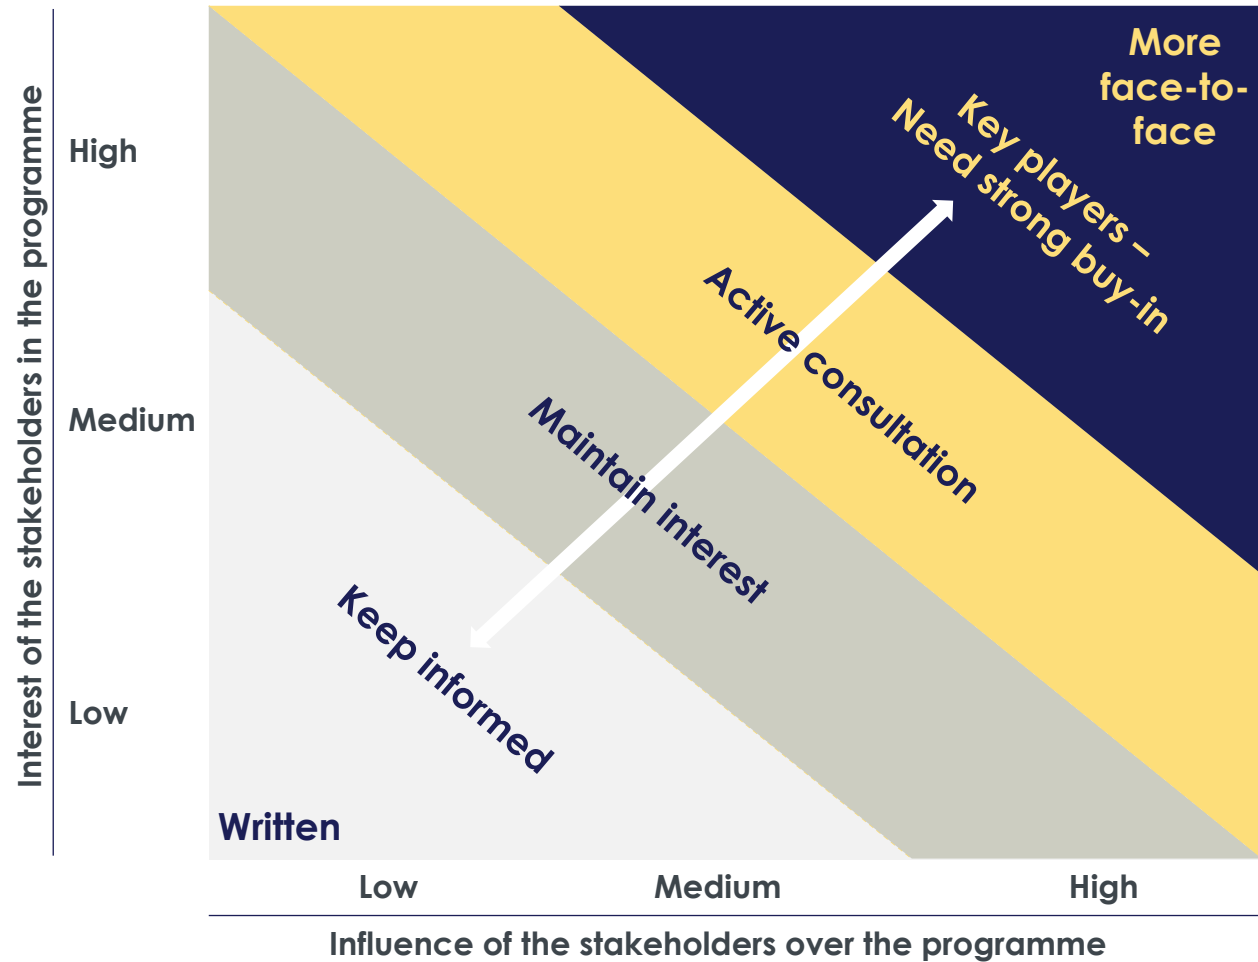 More
face-to-
face
Key players –
Need strong buy-in
Active consultation
Maintain interest
Keep informed
Written
Interest of the stakeholders in the programme
High
Medium
Low
Low
Medium
High
Influence of the stakeholders over the programme